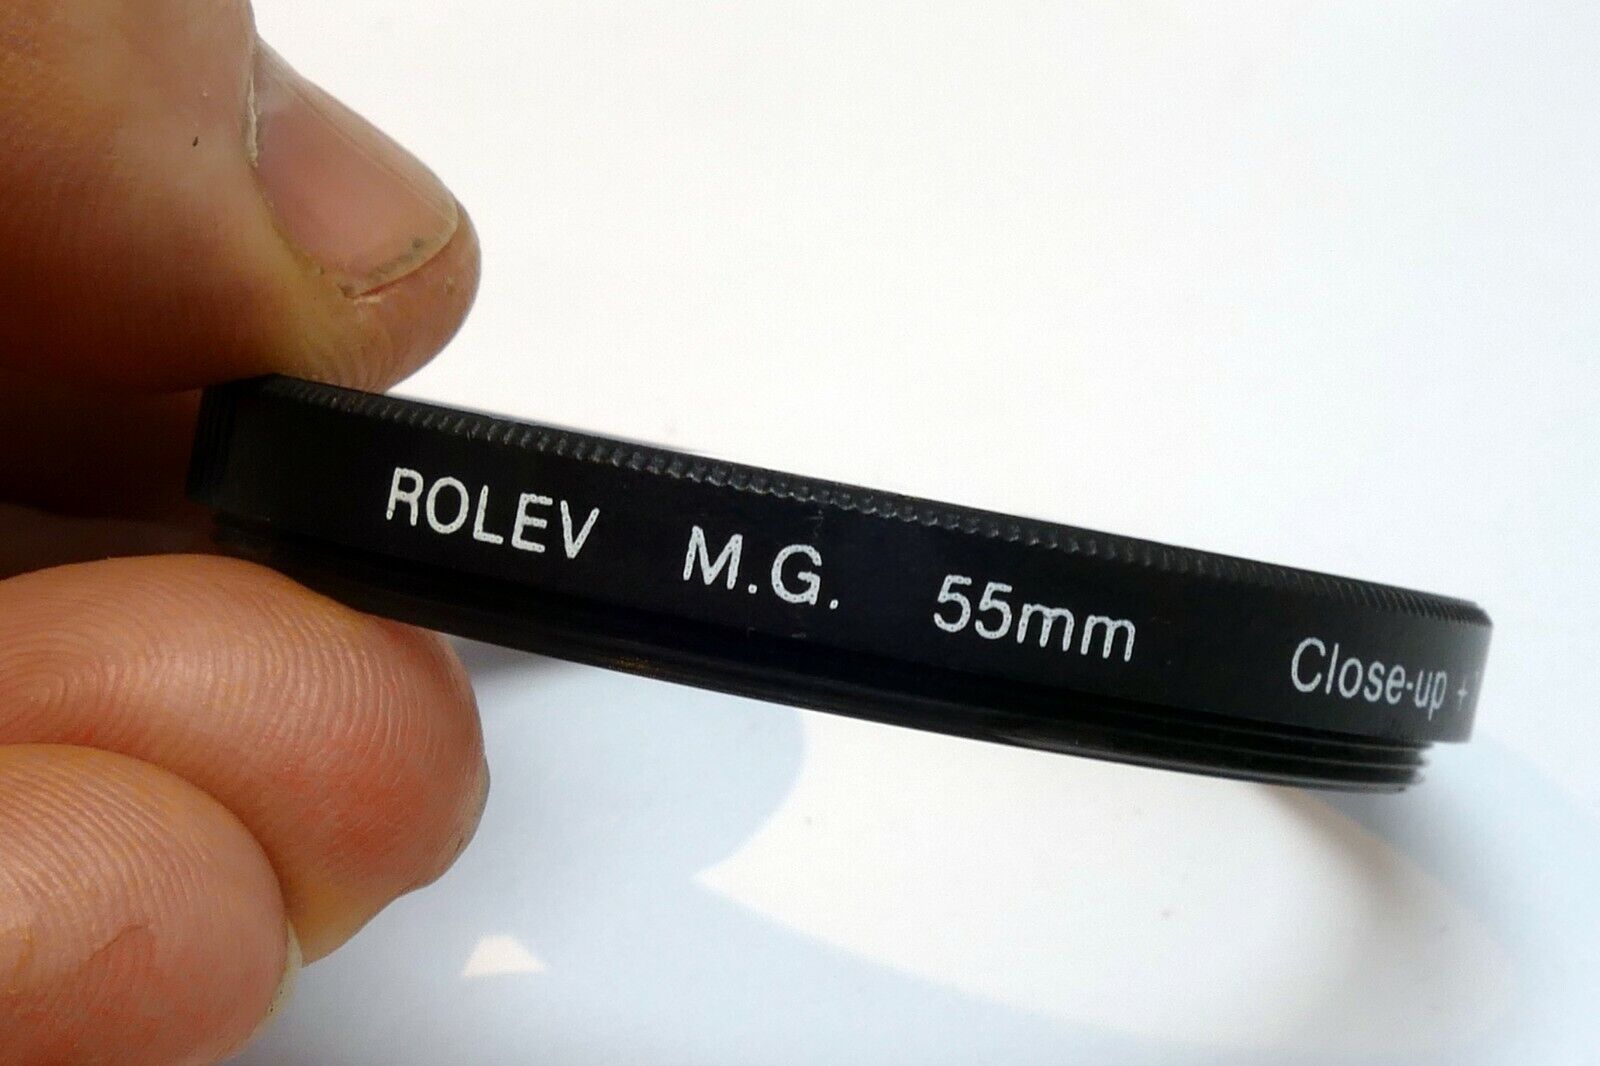 ROLEV M.G. 55mm Close-up +